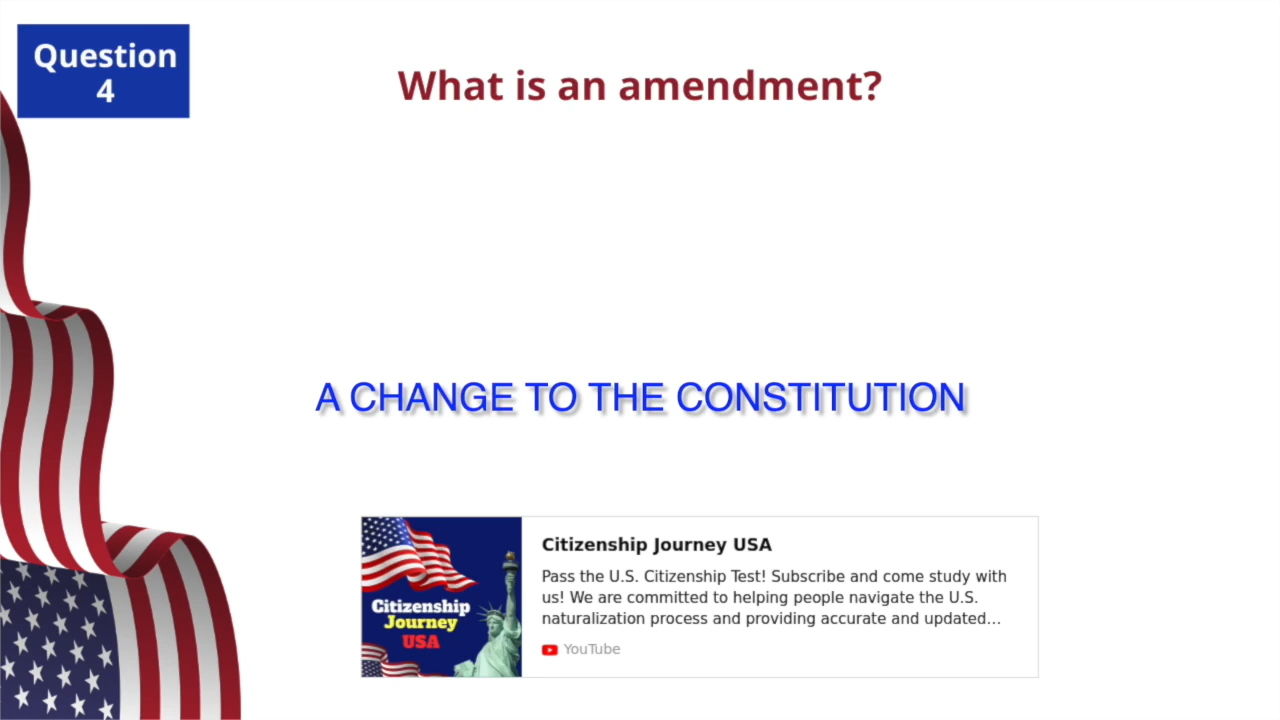 Question
4
What is an amendment?
A CHANGE TO THE CONSTITUTION
Citizenship
Journey
USA
Citizenship Journey USA
Pass the U.S. Citizenship Test! Subscribe and come study with
us! We are committed to helping people navigate the U.S.
naturalization process and providing accurate and updated...
YouTube